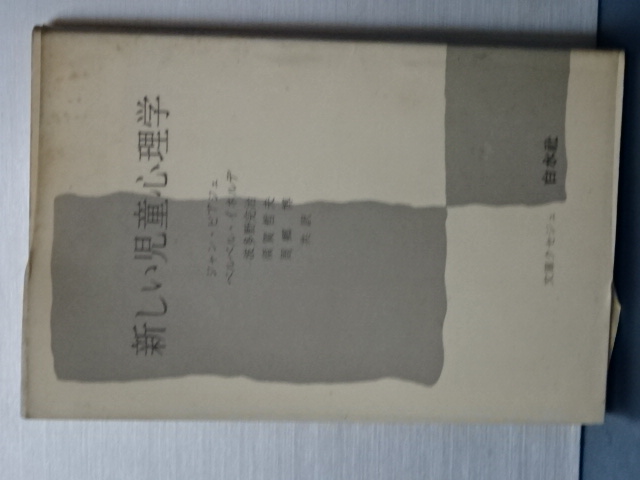 新しい児童心理学
ジャン・ピアジェ
ベルベル・イネルデ
波多野完治
須賀哲夫
周郷博
共訳
文庫クセジュ
白水社